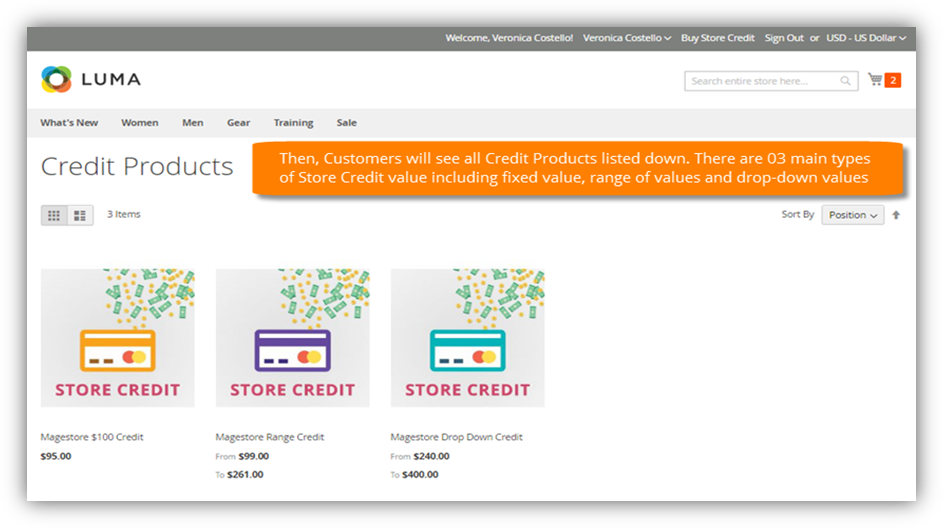 Welcome, Veronica Costello! Veronica Costello Buy Store Credit Sign Out or USD - US Dollar
LUMA
Search entire store here...
2
What's New Women Men Gear Training Sale
Credit Products
Then, Customers will see all Credit Products listed down. There are 03 main types
of Store Credit value including fixed value, range of values and drop-down values
3 Items
Sort By Position
STORE CREDIT STORE CREDIT STORE CREDIT
Magestore $100 Credit Magestore Range Credit Magestore Drop Down Credit
$95.00 From $99.00 From $240.00
To $261.00 To $400.00